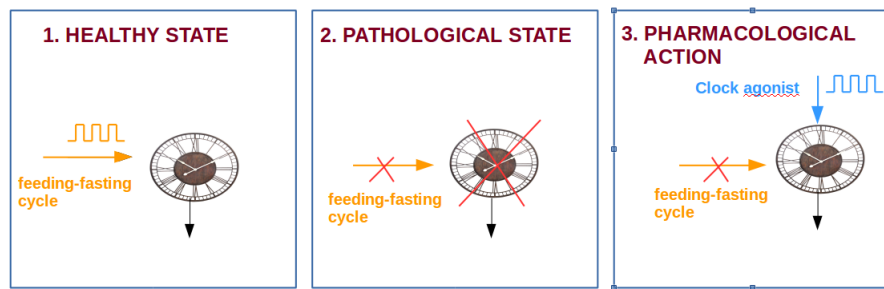 1. HEALTHY STATE
feeding-fasting
cycle
2. PATHOLOGICAL STATE
feeding-fasting
cycle
3. PHARMACOLOGICAL
ACTION
Clock agonist
feeding-fasting
cycle